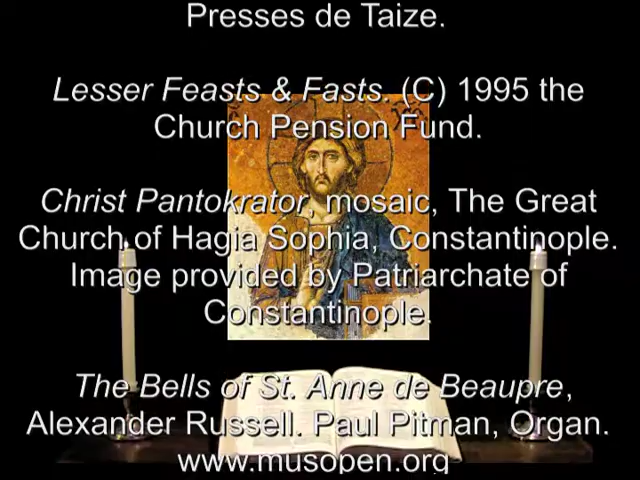 Presses de Taize.
Lesser Feasts & Fasts. (C) 1995 the
Church Pension Fund.
Christ Pantokrator, mosaic, The Great
Church of Hagia Sophia, Constantinople.
Image provided by Patriarchate of
Constantinople.
The Bells of St. Anne de Beaupre,
Alexander Russell. Paul Pitman, Organ.
www.musopen.org